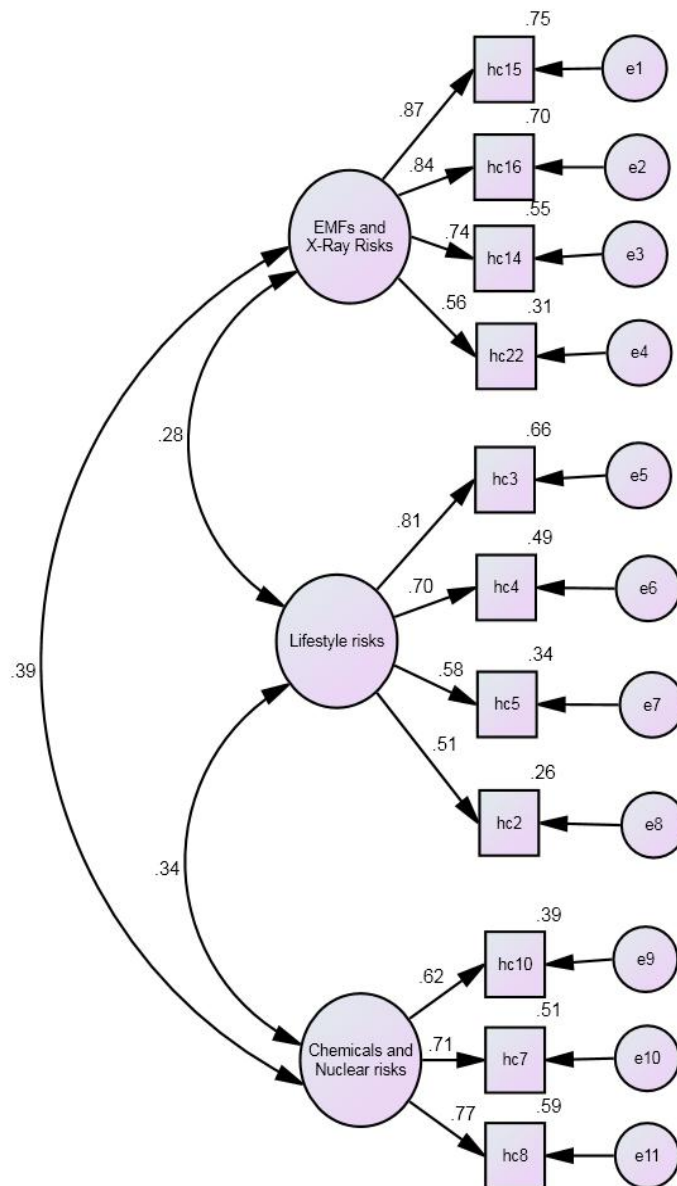 .75
hc15
e1
.87
.70
.84
hc16
e2
EMFs and
X-Ray Risks
.55
.74
hc14
e3
.56
.31
hc22
e4
.28
.66
hc3
e5
.81
.49
.70
hc4
e6
Lifestyle risks
.39
.34
.58
hc5
e7
.51
.26
hc2
e8
.34
.39
hc10
e9
.62
.51
Chemicals and
Nuclear risks
.71
hc7
e10
.59
.77
hc8
e11